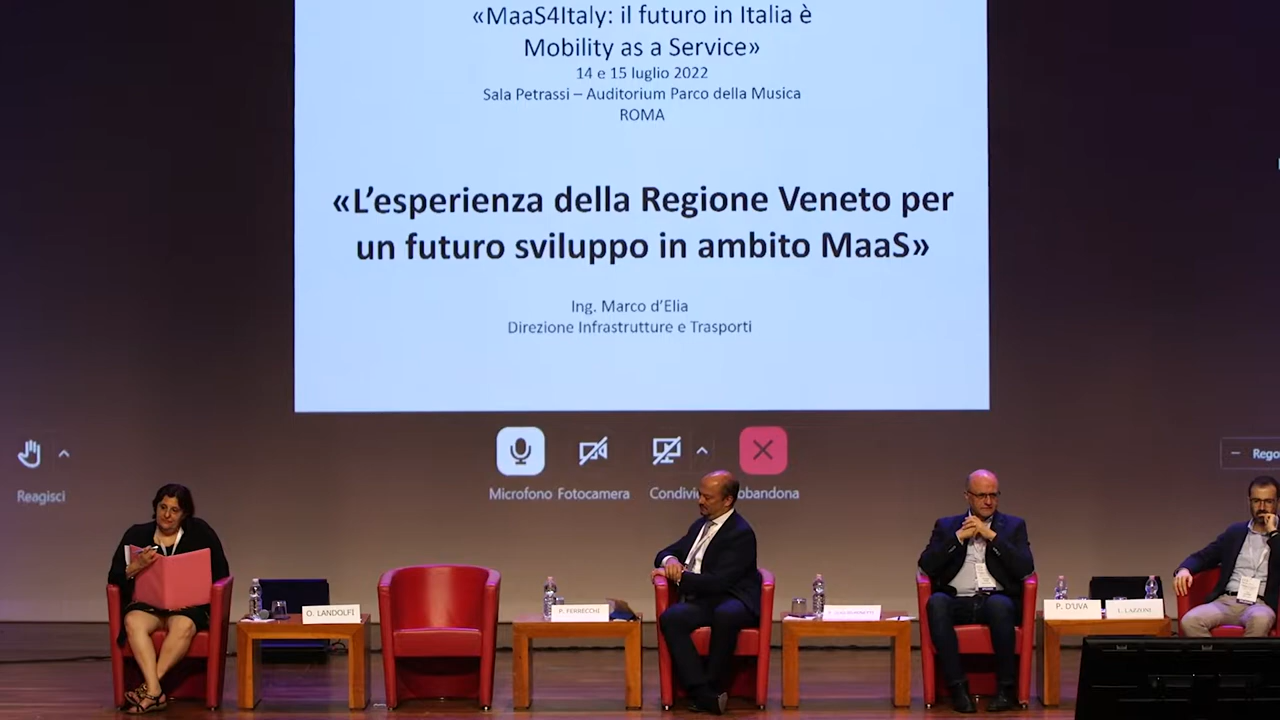 «MaaS4Italy: il futuro in Italia è
Mobility as a Service»
14 e 15 luglio 2022
Sala Petrassi – Auditorium Parco della Musica
ROMA
«L'esperienza della Regione Veneto per
un futuro sviluppo in ambito MaaS»
Ing. Marco d'Elia
Direzione Infrastrutture e Trasporti
Reagisci
Microfono Fotocamera
O. LANDOLFI
P. FERRECCHI
P. D'UVA
L. LAZZONI